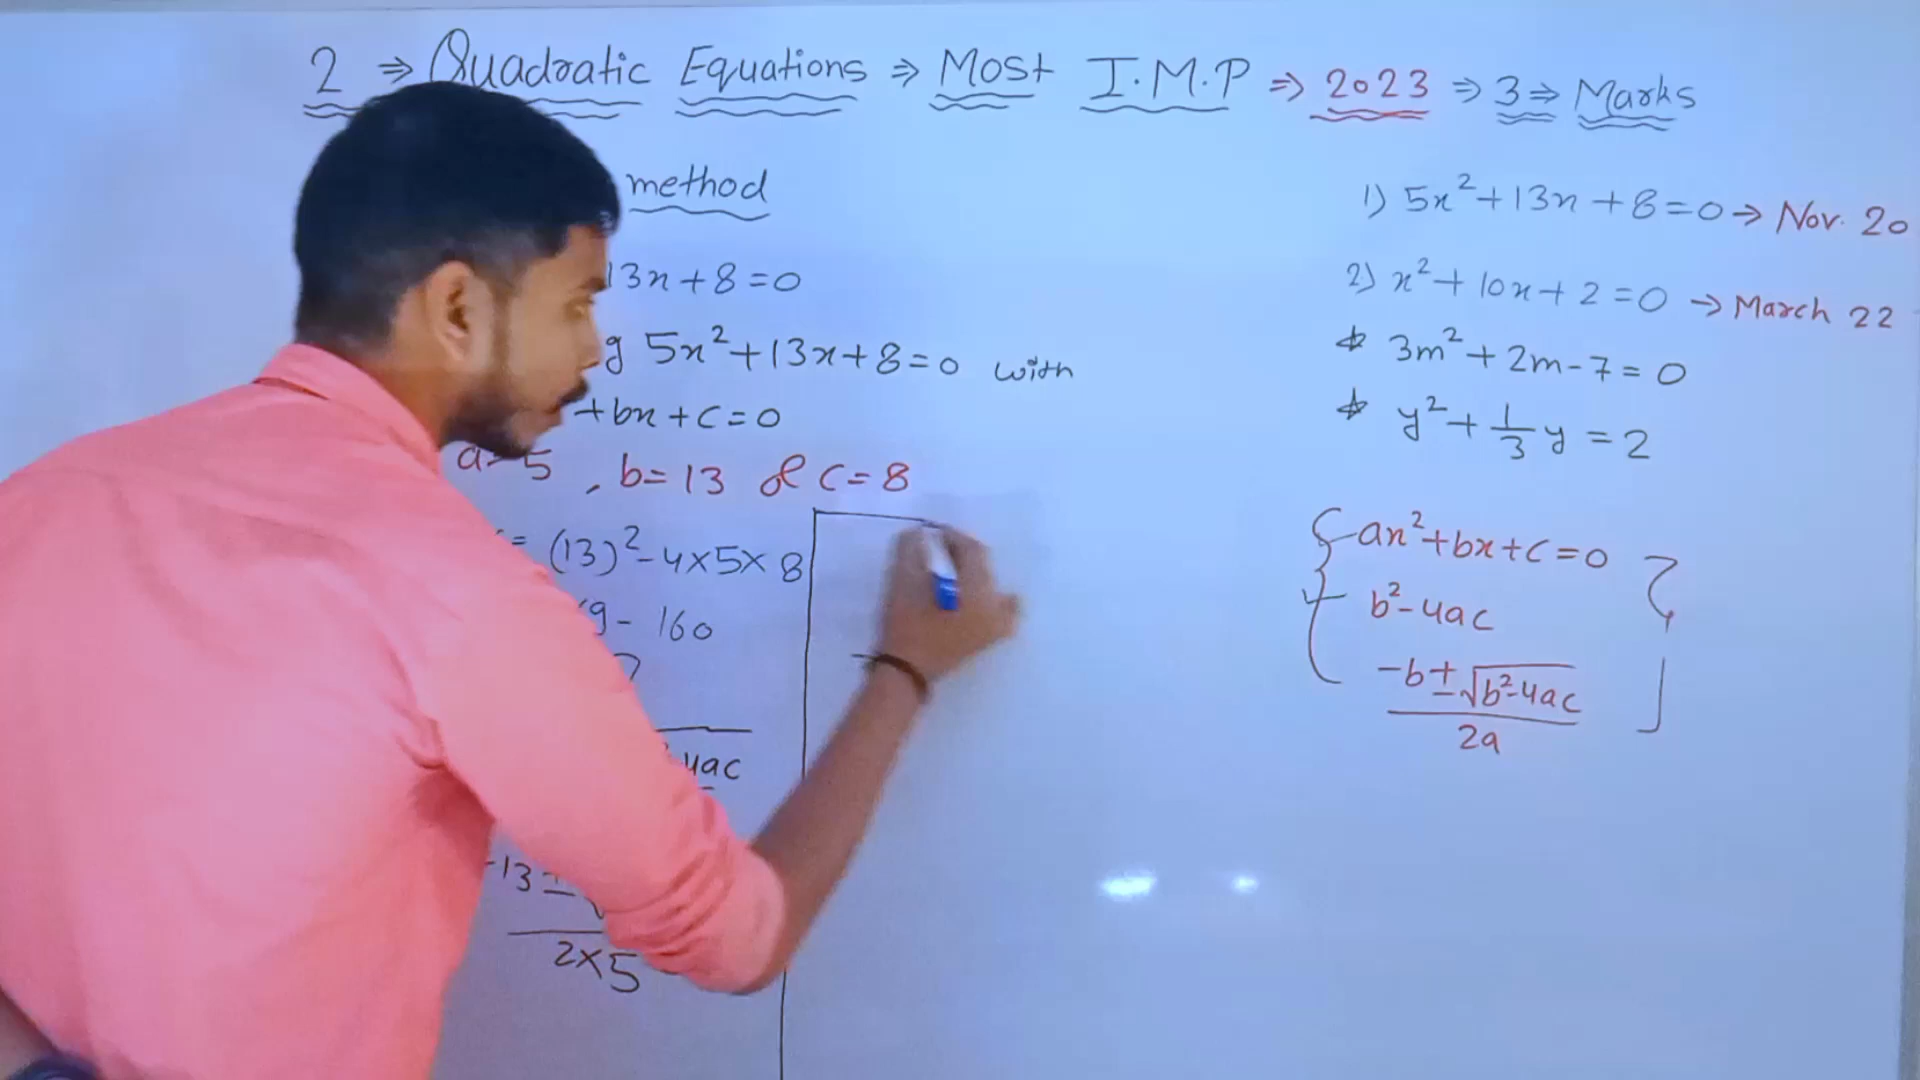 2 ⇒ Quadratic Equations ⇒ Most I.M.P ⇒ 2023 ⇒ 3 ⇒ Marks
method
13x + 8 = 0
g 5x² + 13x + 8 = 0 with
+ bx + c = 0
a = 5 , b = 13 & c = 8
= (13)² - 4 × 5 × 8
9 - 160
4ac
-13 ±
2 × 5
1) 5x² + 13x + 8 = 0 → Nov. 20
2) x² + 10x + 2 = 0 → March 22
* 3m² + 2m - 7 = 0
* y² + 1/3 y = 2
{ ax² + bx + c = 0 }
b² - 4ac
-b ± √b² - 4ac
2a